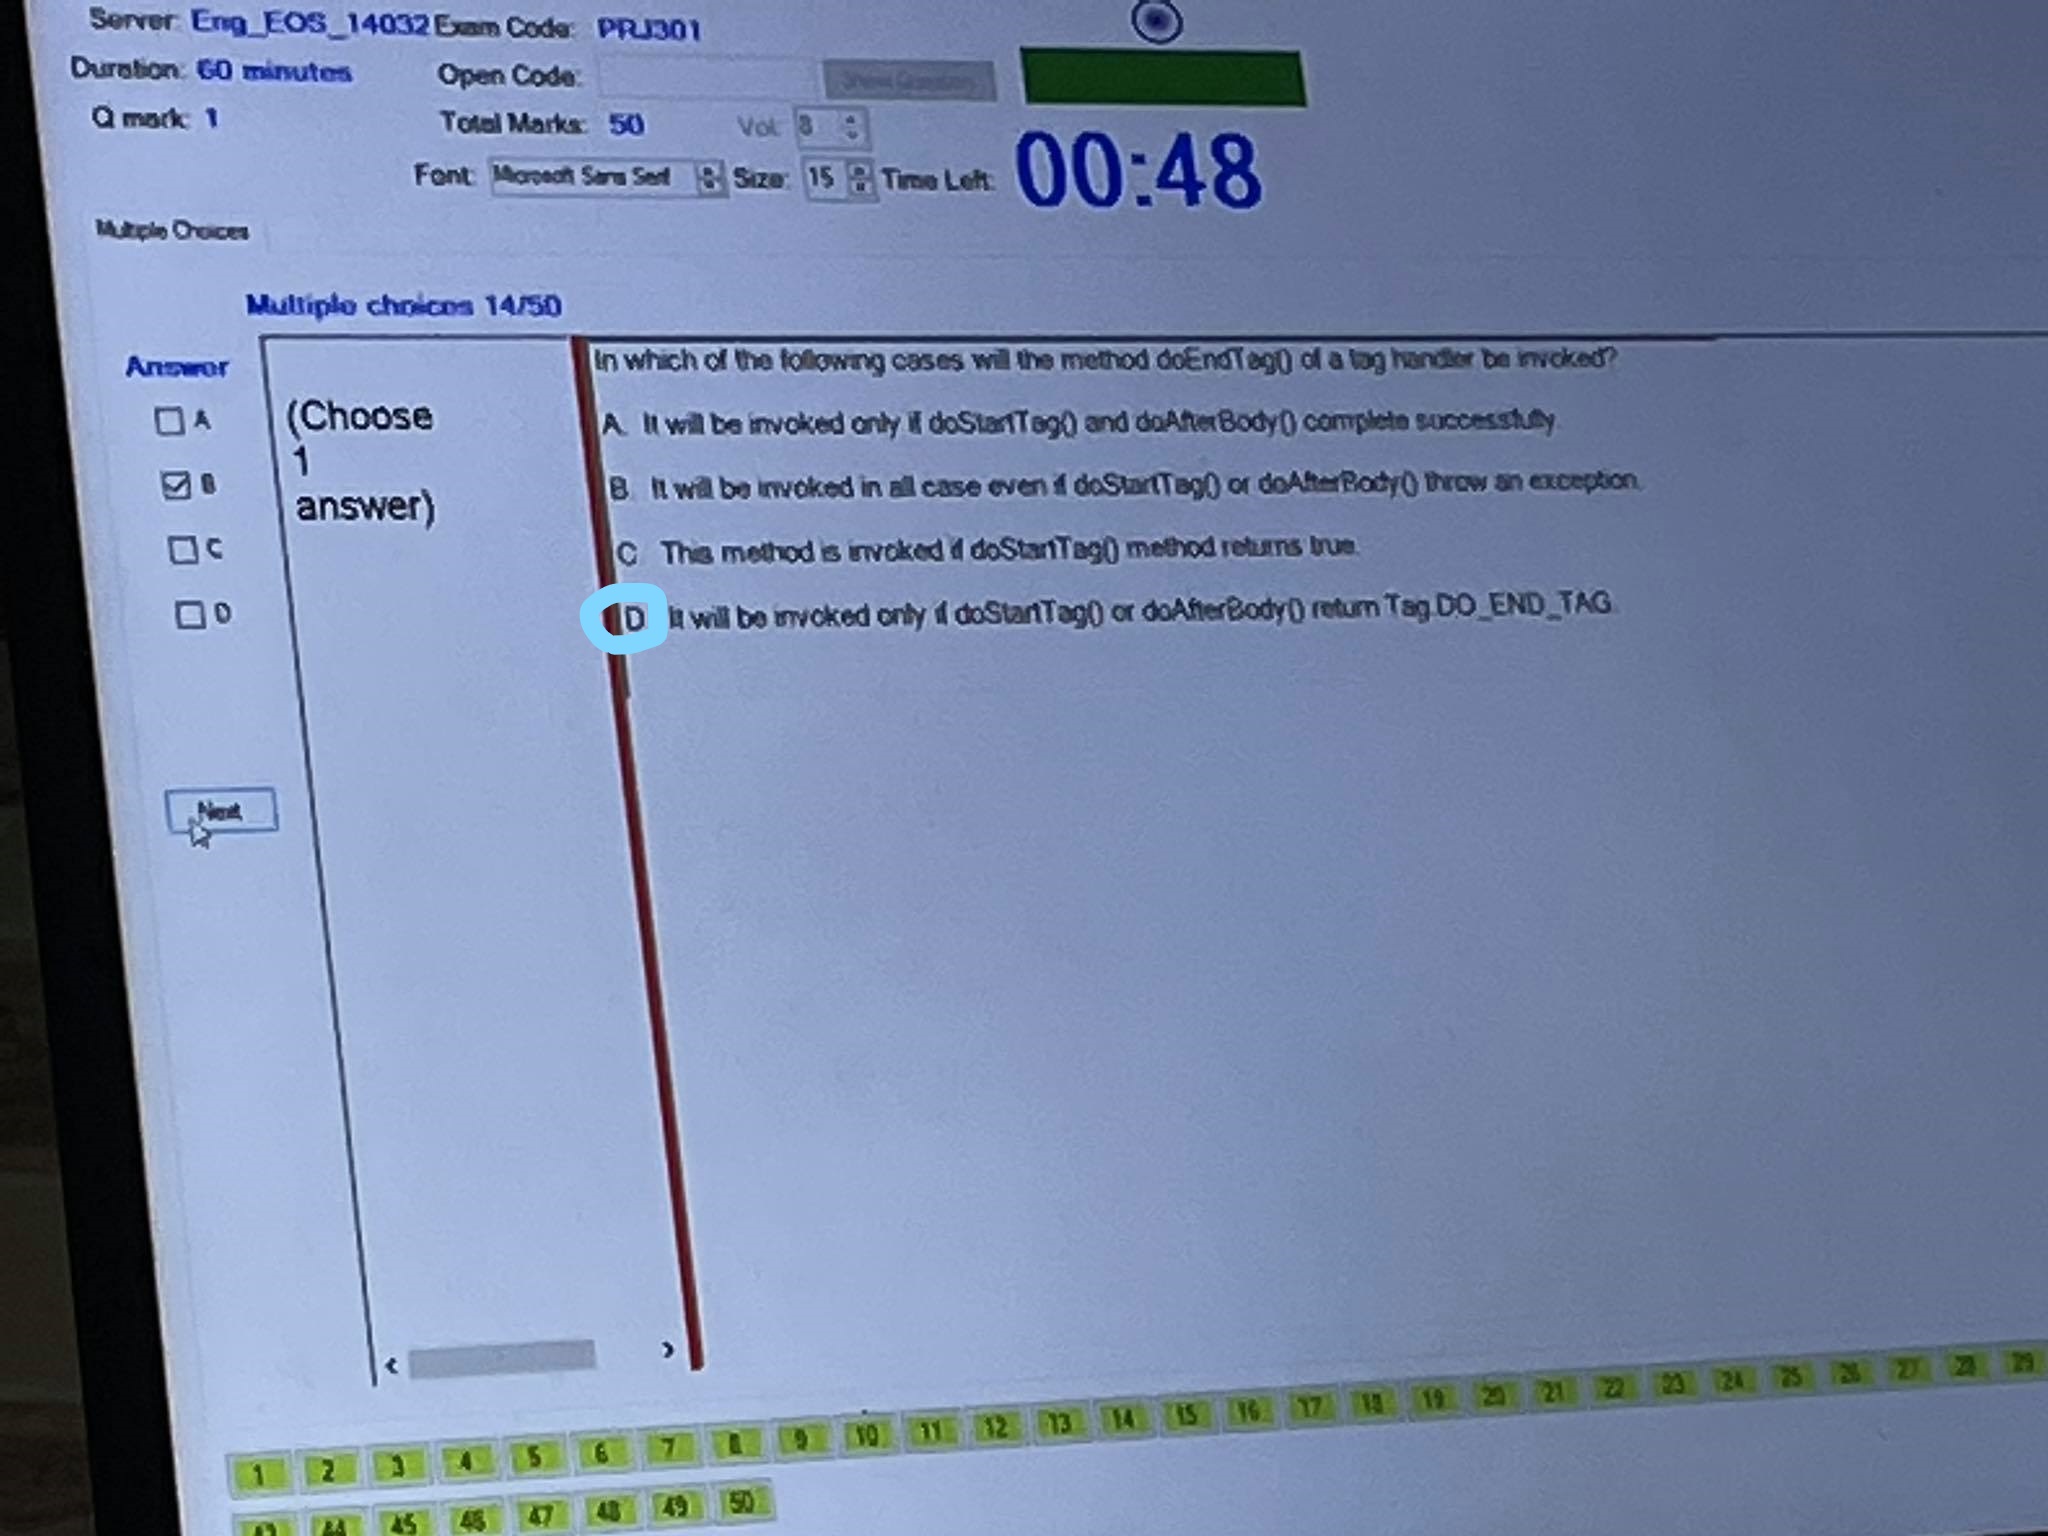 Server: Eng_EOS_14032 Exam Code: PRJ301
Duration: 60 minutes Open Code: Show Question
Q mark: 1 Total Marks: 50 Vol: 8
Font: Microsoft Sans Serif Size: 15 Time Left: 00:48
Multiple Choices
Multiple choices 14/50
Answer
A
B
C
D
(Choose
1
answer)
In which of the following cases will the method doEndTag() of a tag handler be invoked?
A. It will be invoked only if doStartTag() and doAfterBody() complete successfully.
B. It will be invoked in all case even if doStartTag() or doAfterBody() throw an exception.
C. This method is invoked if doStartTag() method returns true.
D. It will be invoked only if doStartTag() or doAfterBody() return Tag.DO_END_TAG.
Next
1 2 3 4 5 6 7 8 9 10 11 12 13 14 15 16 17 18 19 20 21 22 23 24 25 26 27 28 29
43 44 45 46 47 48 49 50